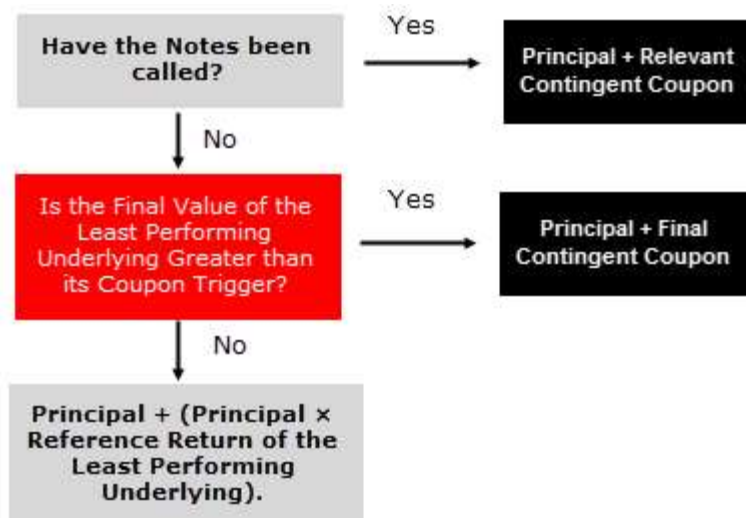 Have the Notes been
called?
Yes
Principal + Relevant
Contingent Coupon
No
Is the Final Value of the
Least Performing
Underlying Greater than
its Coupon Trigger?
Yes
Principal + Final
Contingent Coupon
No
Principal + (Principal ×
Reference Return of the
Least Performing
Underlying).